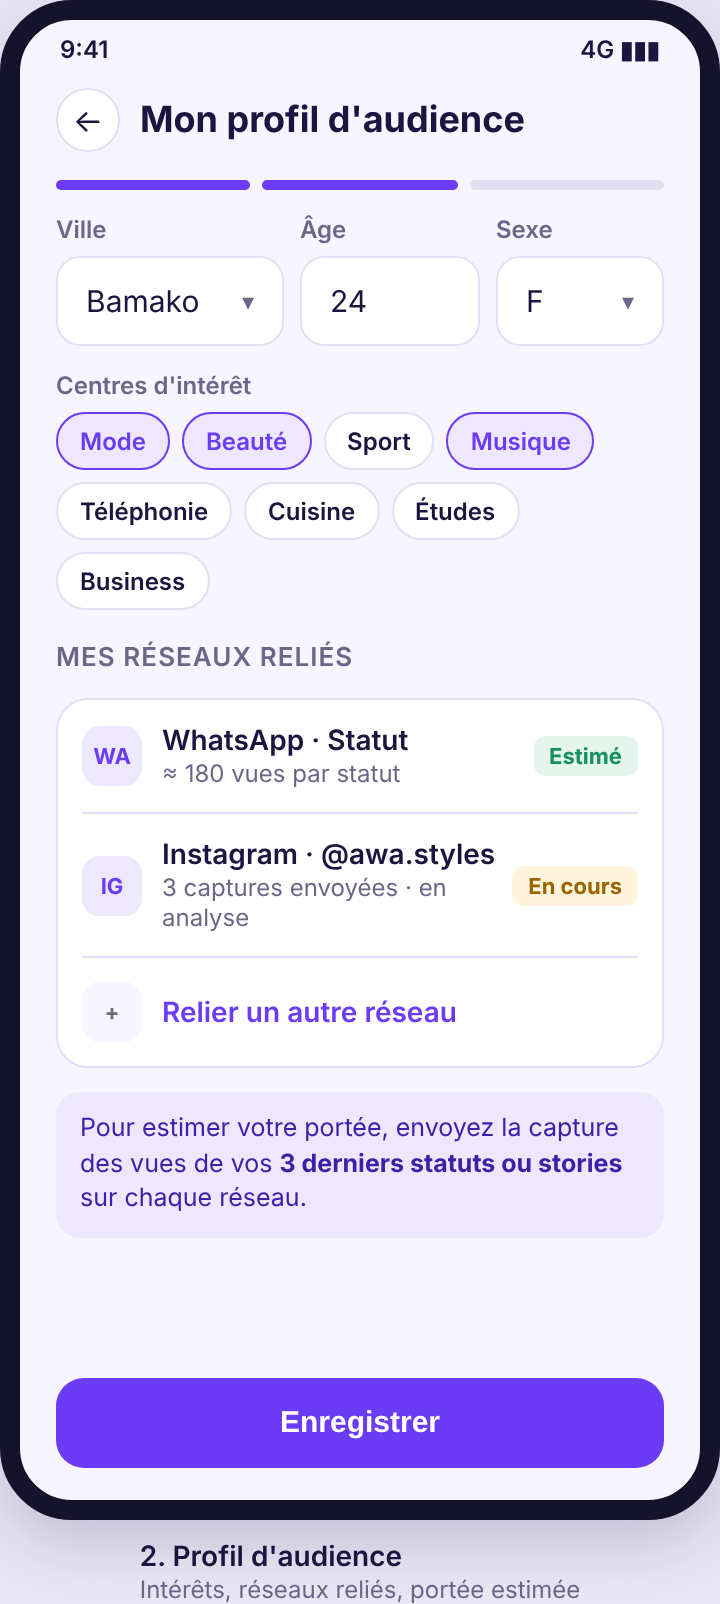 9:41 4G
← Mon profil d'audience
Ville Âge Sexe
Bamako ▾ 24 F ▾
Centres d'intérêt
Mode Beauté Sport Musique
Téléphonie Cuisine Études
Business
MES RÉSEAUX RELIÉS
WhatsApp · Statut
WA Estimé
≈ 180 vues par statut
Instagram · @awa.styles
IG 3 captures envoyées · en En cours
analyse
+ Relier un autre réseau
Pour estimer votre portée, envoyez la capture
des vues de vos 3 derniers statuts ou stories
sur chaque réseau.
Enregistrer
2. Profil d'audience
Intérêts, réseaux reliés, portée estimée